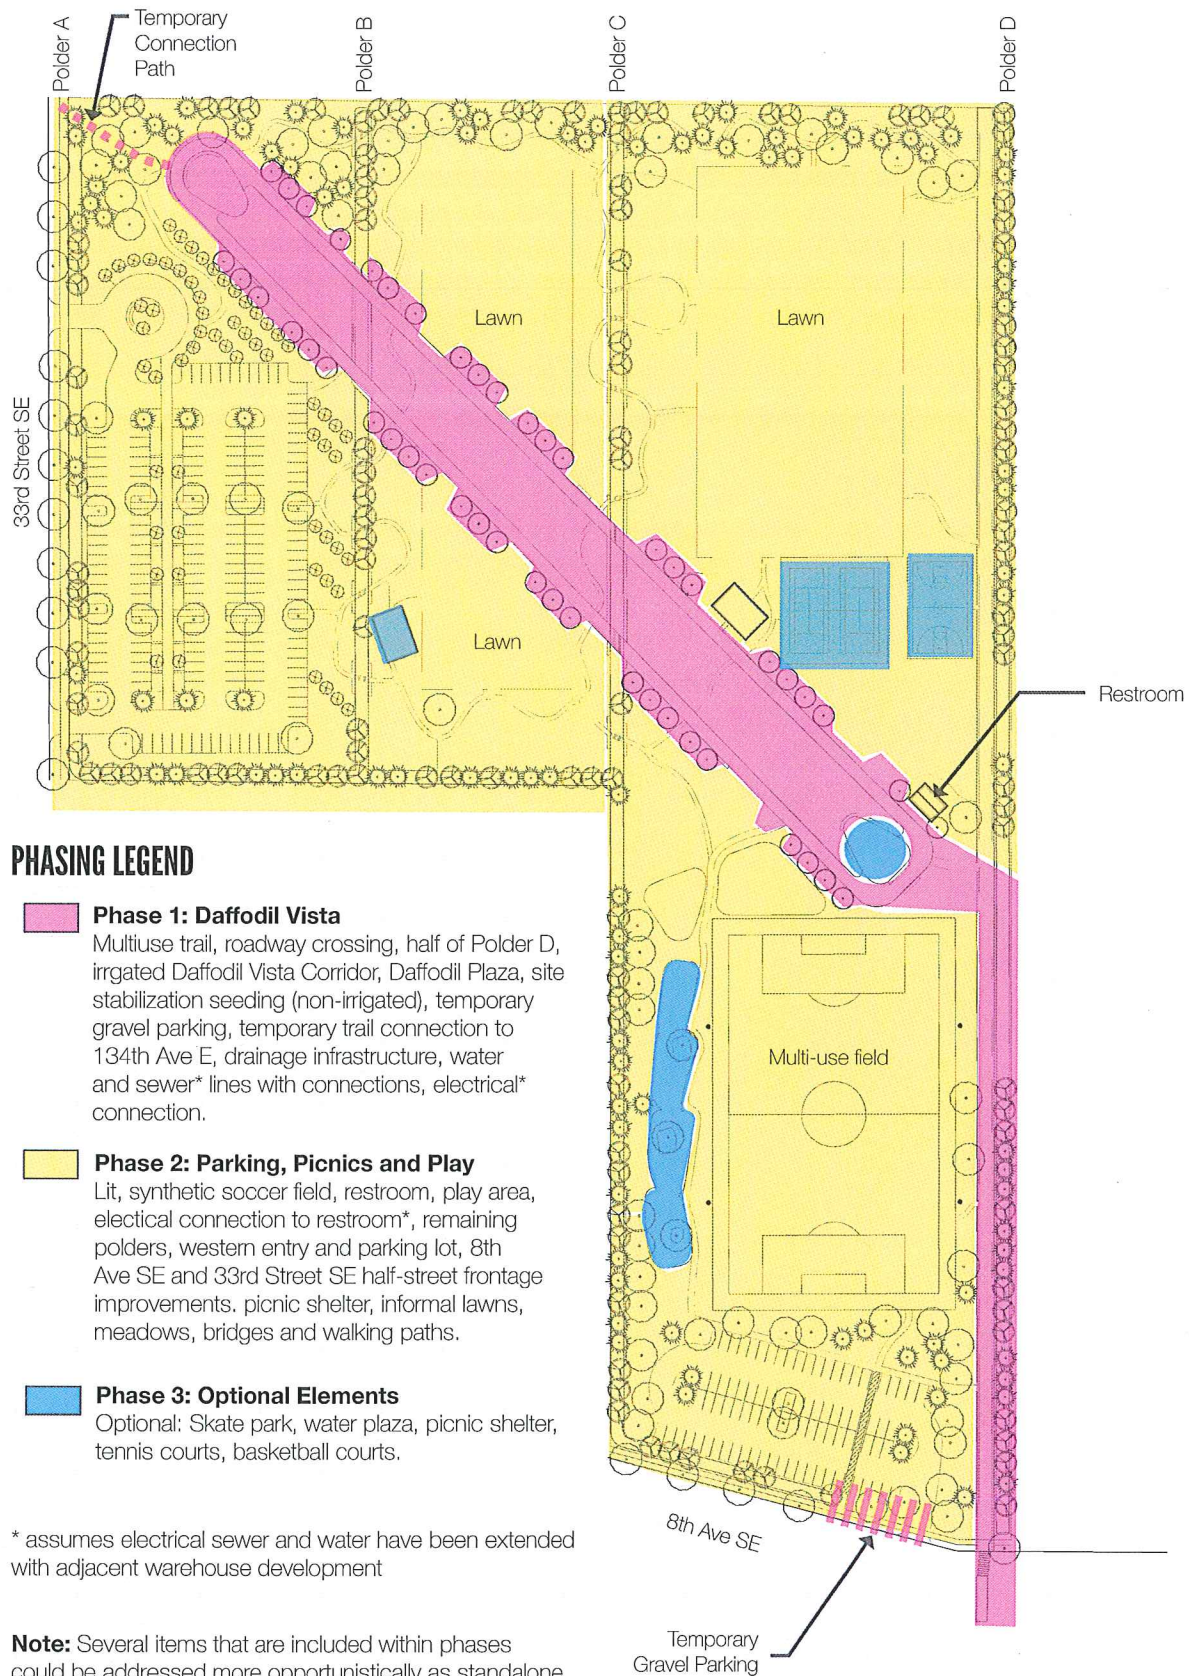 Temporary
Connection
Path
Polder A
Polder B
Polder C
Polder D
33rd Street SE
Lawn
Lawn
Lawn
Restroom
Multi-use field
8th Ave SE
Temporary
Gravel Parking
PHASING LEGEND
Phase 1: Daffodil Vista
Multiuse trail, roadway crossing, half of Polder D,
irrgated Daffodil Vista Corridor, Daffodil Plaza, site
stabilization seeding (non-irrigated), temporary
gravel parking, temporary trail connection to
134th Ave E, drainage infrastructure, water
and sewer* lines with connections, electrical*
connection.
Phase 2: Parking, Picnics and Play
Lit, synthetic soccer field, restroom, play area,
electical connection to restroom*, remaining
polders, western entry and parking lot, 8th
Ave SE and 33rd Street SE half-street frontage
improvements. picnic shelter, informal lawns,
meadows, bridges and walking paths.
Phase 3: Optional Elements
Optional: Skate park, water plaza, picnic shelter,
tennis courts, basketball courts.
* assumes electrical sewer and water have been extended
with adjacent warehouse development
Note: Several items that are included within phases
could be addressed more opportunistically as standalone